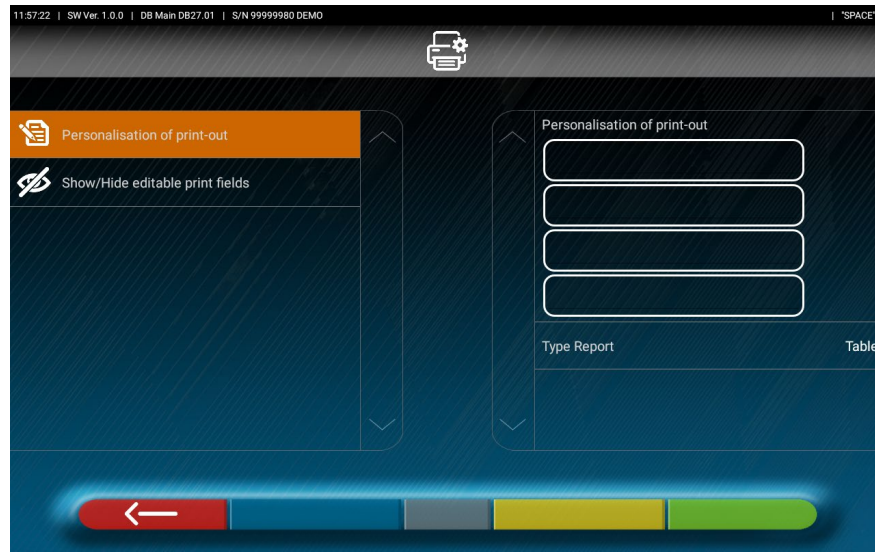 11:57:22 | SW Ver. 1.0.0 | DB Main DB27.01 | S/N 99999980 DEMO | "SPACE"
Personalisation of print-out
Show/Hide editable print fields
Personalisation of print-out
Type Report Table